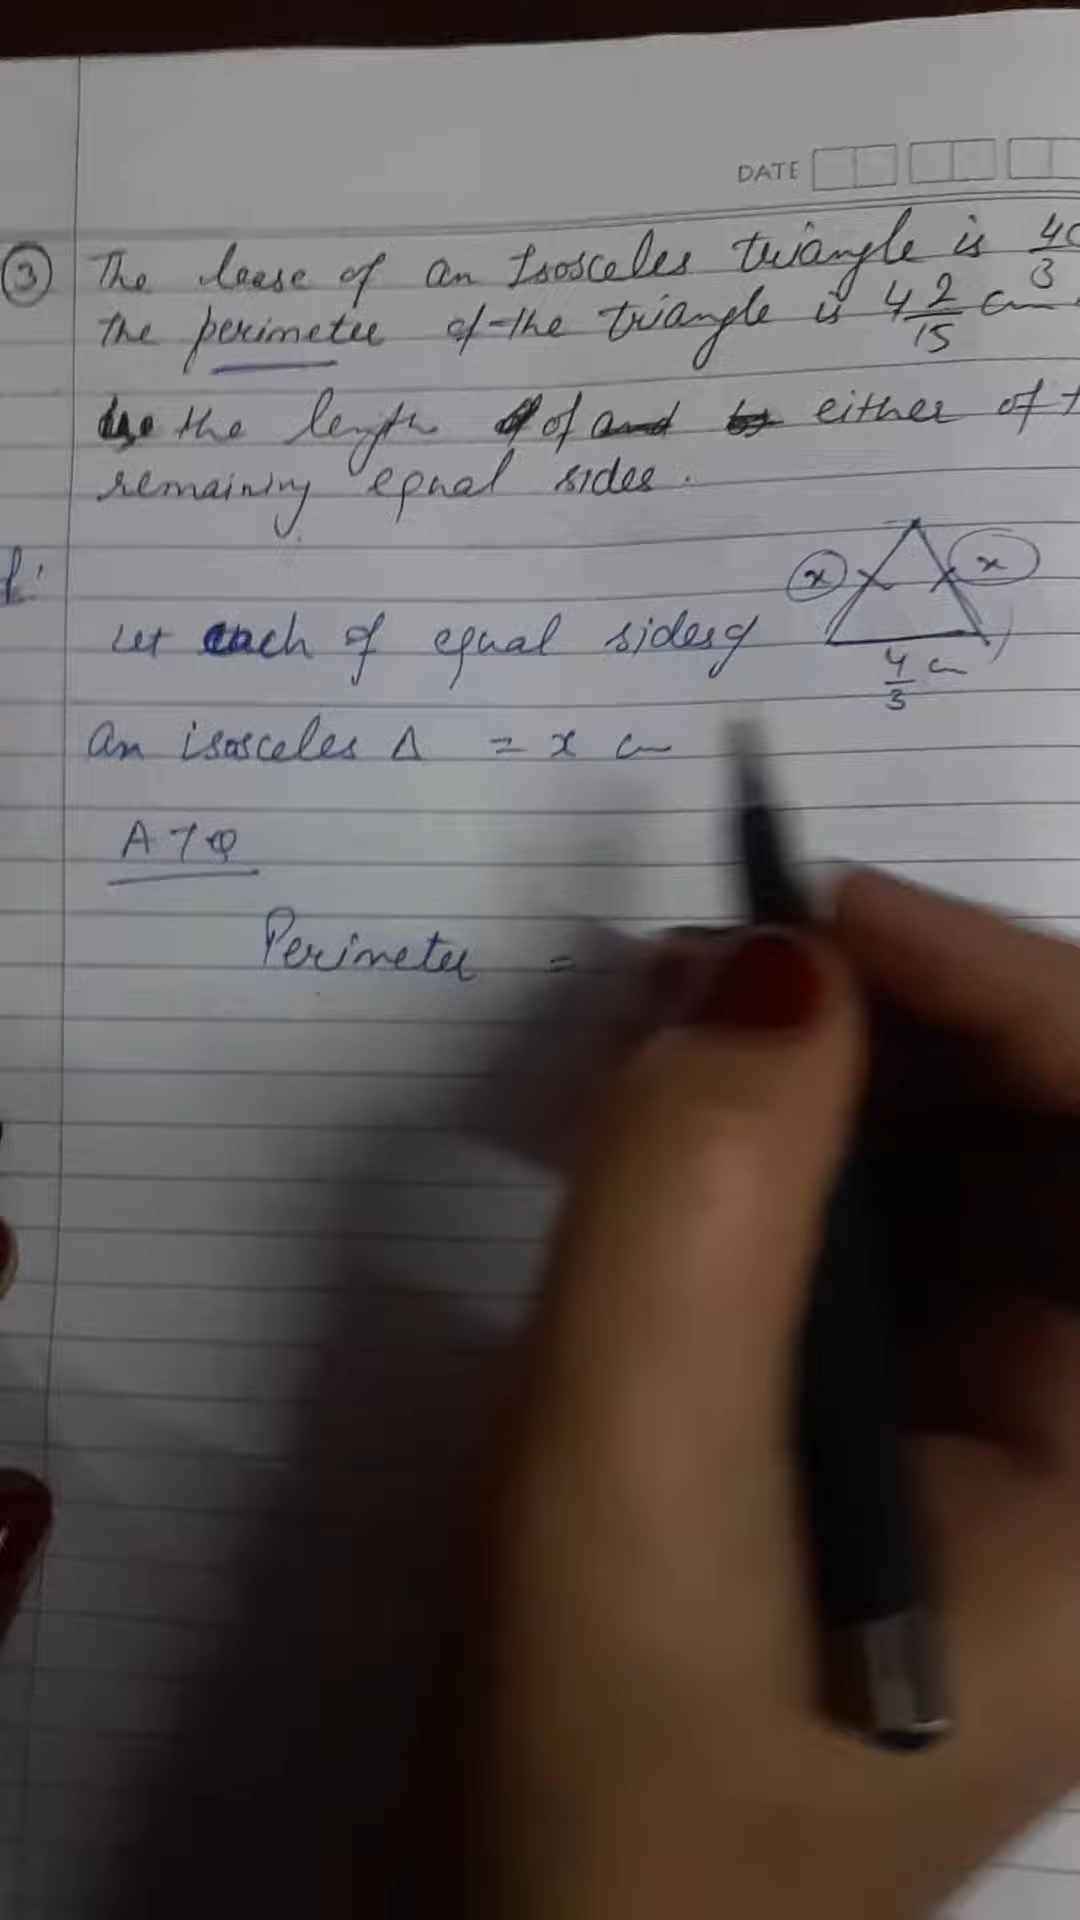 DATE
③ The base of an Isosceles triangle is 4/3 c
the perimeter of the triangle is 4 2/15 cm.
the length of either of t
remaining equal sides.
x x
Let each of equal sides of
4/3 cm
an isosceles Δ = x cm
ATQ
Perimeter =